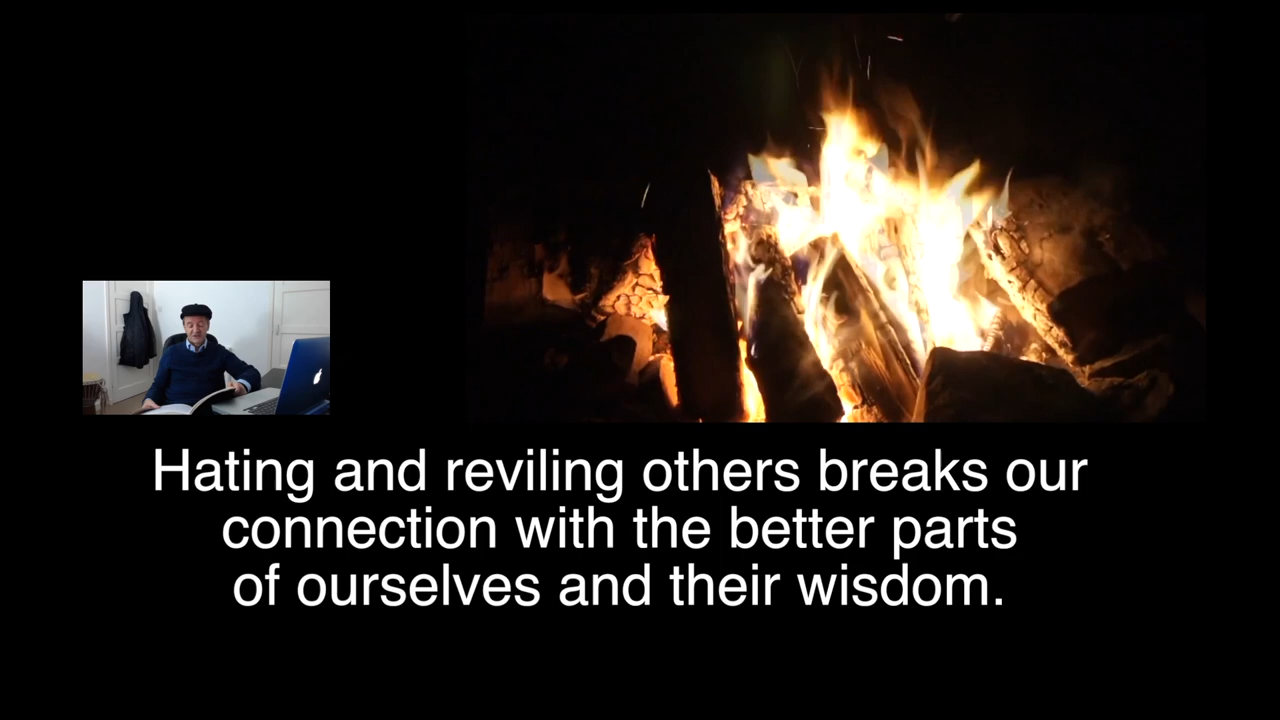 Hating and reviling others breaks our
connection with the better parts
of ourselves and their wisdom.